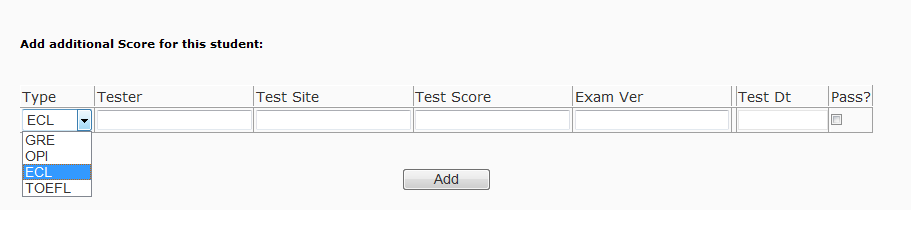 Add additional Score for this student:
Type Tester Test Site Test Score Exam Ver Test Dt Pass?
ECL
GRE
OPI
ECL
TOEFL
Add